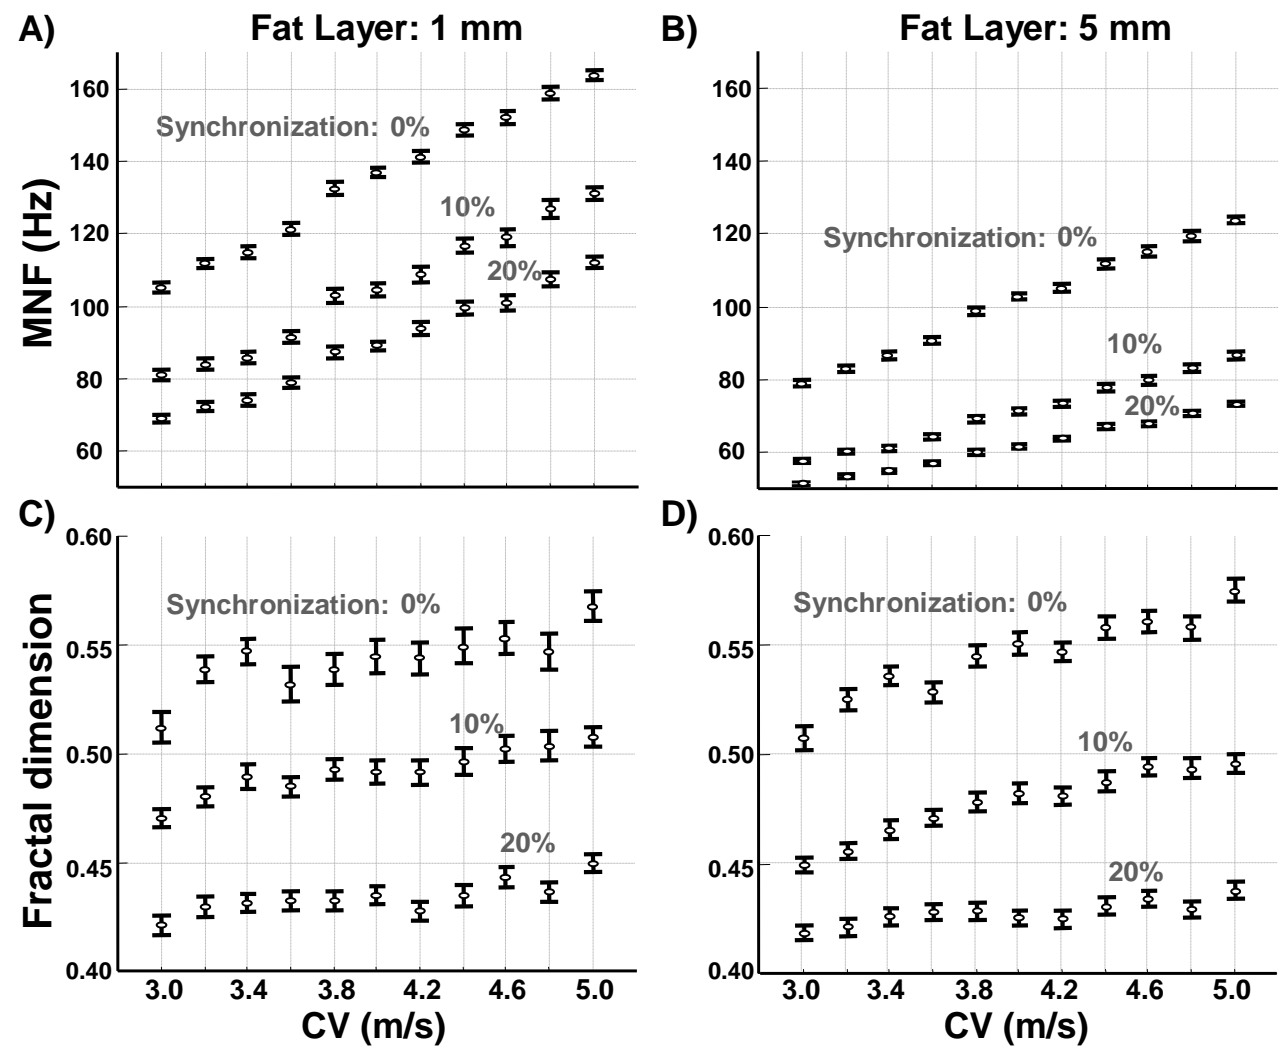 A)
Fat Layer: 1 mm
B)
Fat Layer: 5 mm
MNF (Hz)
160
140
120
100
80
60
Synchronization: 0%
10%
20%
160
140
120
100
80
60
Synchronization: 0%
10%
20%
C)
D)
Fractal dimension
0.60
0.55
0.50
0.45
0.40
Synchronization: 0%
10%
20%
3.0 3.4 3.8 4.2 4.6 5.0
CV (m/s)
0.60
0.55
0.50
0.45
0.40
Synchronization: 0%
10%
20%
3.0 3.4 3.8 4.2 4.6 5.0
CV (m/s)